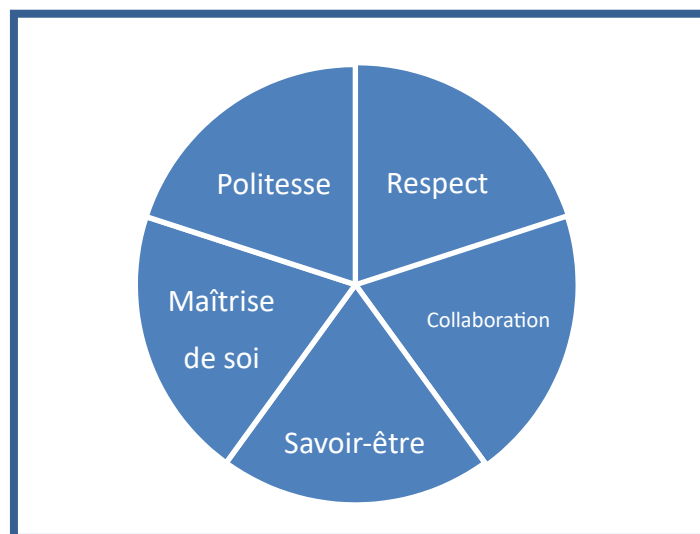 Politesse
Respect
Maîtrise
de soi
Collaboration
Savoir-être